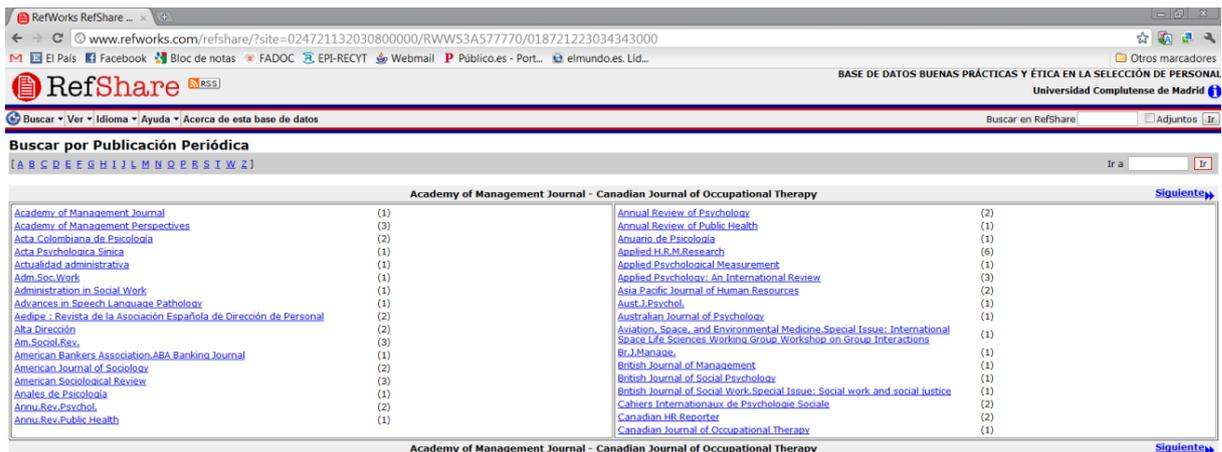 RefWorks RefShare ...
www.refworks.com/refshare/?site=024721132030800000/RWWS3A577770/018721223034343000
El País Facebook Bloc de notas FADOC EPI-RECYT Webmail P Público.es - Port... elmundo.es. Líd... Otros marcadores
RefShare RSS
BASE DE DATOS BUENAS PRÁCTICAS Y ÉTICA EN LA SELECCIÓN DE PERSONAL
Universidad Complutense de Madrid
Buscar Ver Idioma Ayuda Acerca de esta base de datos Buscar en RefShare Adjuntos Ir
Buscar por Publicación Periódica
[ A B C D E F G H I J L M N O P R S T W Z ] Ir a Ir
Academy of Management Journal - Canadian Journal of Occupational Therapy Siguiente
Academy of Management Journal (1)
Academy of Management Perspectives (3)
Acta Colombiana de Psicología (2)
Acta Psychologica Sinica (1)
Actualidad administrativa (1)
Adm.Soc.Work (1)
Administration in Social Work (1)
Advances in Speech Language Pathology (1)
Aedipe : Revista de la Asociación Española de Dirección de Personal (2)
Alta Dirección (2)
Am.Sociol.Rev. (3)
American Bankers Association.ABA Banking Journal (1)
American Journal of Sociology (2)
American Sociological Review (3)
Anales de Psicología (1)
Annu.Rev.Psychol. (2)
Annu.Rev.Public Health (1)
Annual Review of Psychology (2)
Annual Review of Public Health (1)
Anuario de Psicología (1)
Applied H.R.M.Research (6)
Applied Psychological Measurement (1)
Applied Psychology: An International Review (3)
Asia Pacific Journal of Human Resources (2)
Aust.J.Psychol. (1)
Australian Journal of Psychology (1)
Aviation, Space, and Environmental Medicine.Special Issue: International
Space Life Sciences Working Group Workshop on Group Interactions (1)
Br.J.Manage. (1)
British Journal of Management (1)
British Journal of Social Psychology (1)
British Journal of Social Work.Special Issue: Social work and social justice (1)
Cahiers Internationaux de Psychologie Sociale (2)
Canadian HR Reporter (2)
Canadian Journal of Occupational Therapy (1)
Academy of Management Journal - Canadian Journal of Occupational Therapy Siguiente